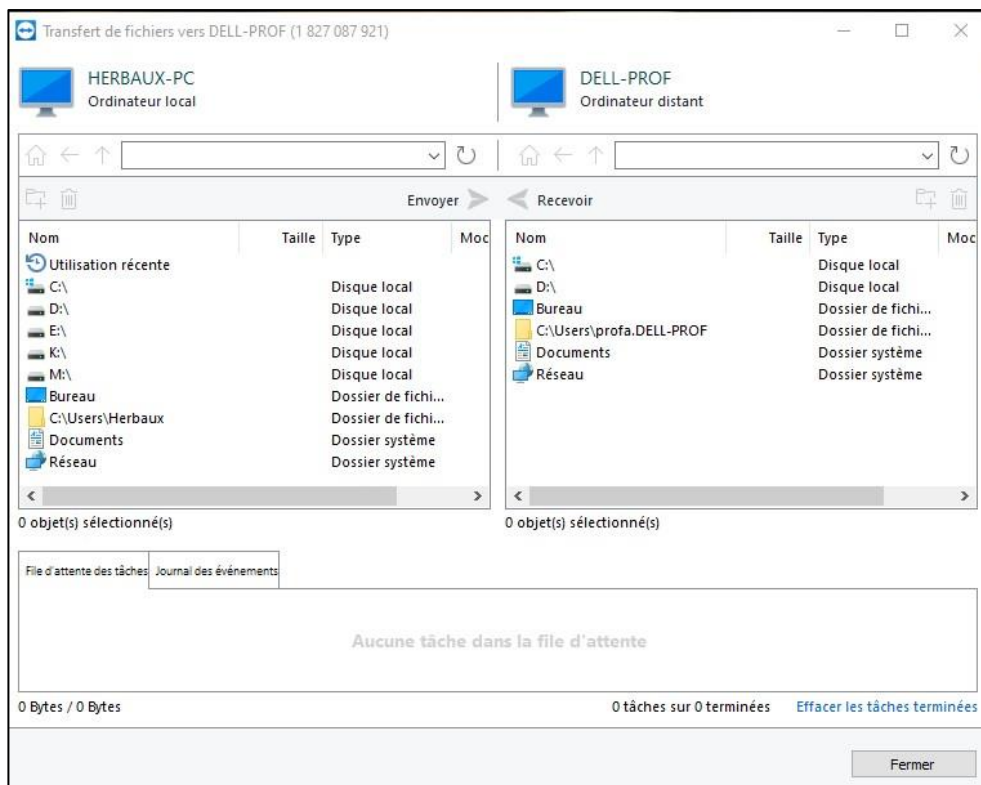 Transfert de fichiers vers DELL-PROF (1 827 087 921)
HERBAUX-PC
Ordinateur local
DELL-PROF
Ordinateur distant
Envoyer
Recevoir
Nom Taille Type Moc
Utilisation récente
C:\ Disque local
D:\ Disque local
E:\ Disque local
K:\ Disque local
M:\ Disque local
Bureau Dossier de fichi...
C:\Users\Herbaux Dossier de fichi...
Documents Dossier système
Réseau Dossier système
0 objet(s) sélectionné(s)
Nom Taille Type Moc
C:\ Disque local
D:\ Disque local
Bureau Dossier de fichi...
C:\Users\profa.DELL-PROF Dossier de fichi...
Documents Dossier système
Réseau Dossier système
0 objet(s) sélectionné(s)
File d'attente des tâches Journal des événements
Aucune tâche dans la file d'attente
0 Bytes / 0 Bytes 0 tâches sur 0 terminées Effacer les tâches terminées
Fermer